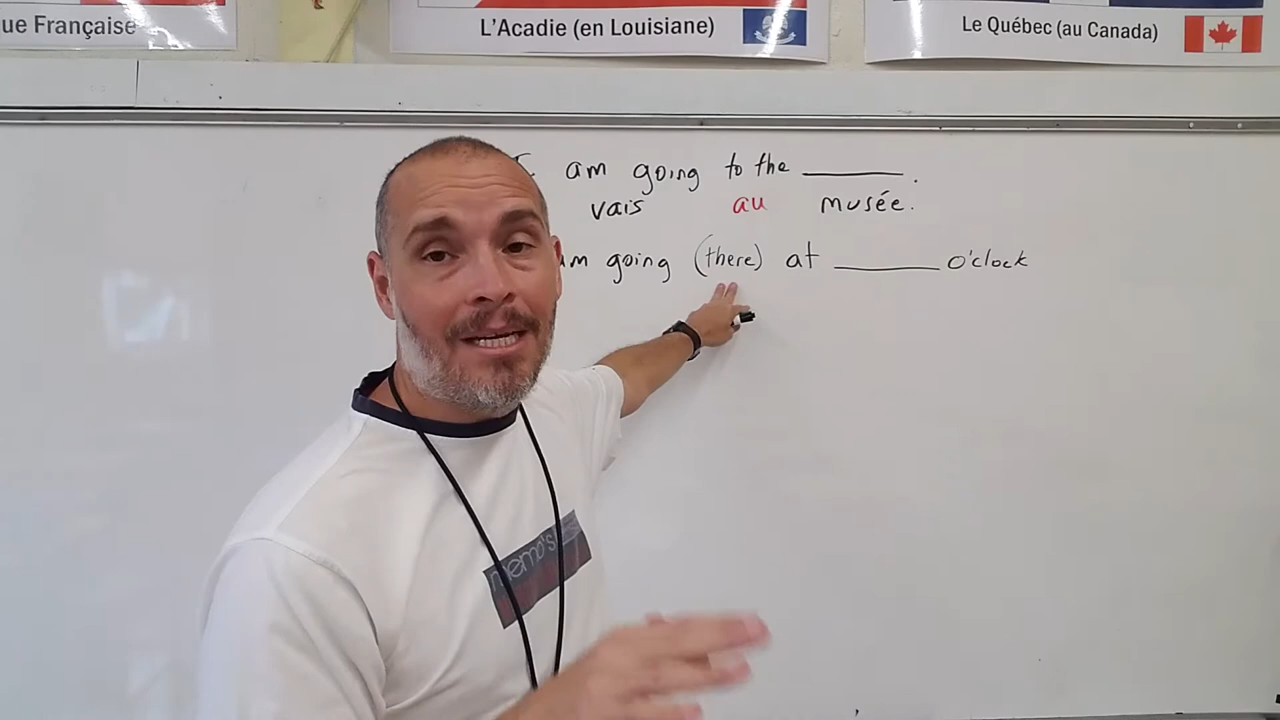 ue Française
L'Acadie (en Louisiane)
Le Québec (au Canada)
I am going to the ______.
vais au musée.
am going (there) at ______ o'clock
memo's